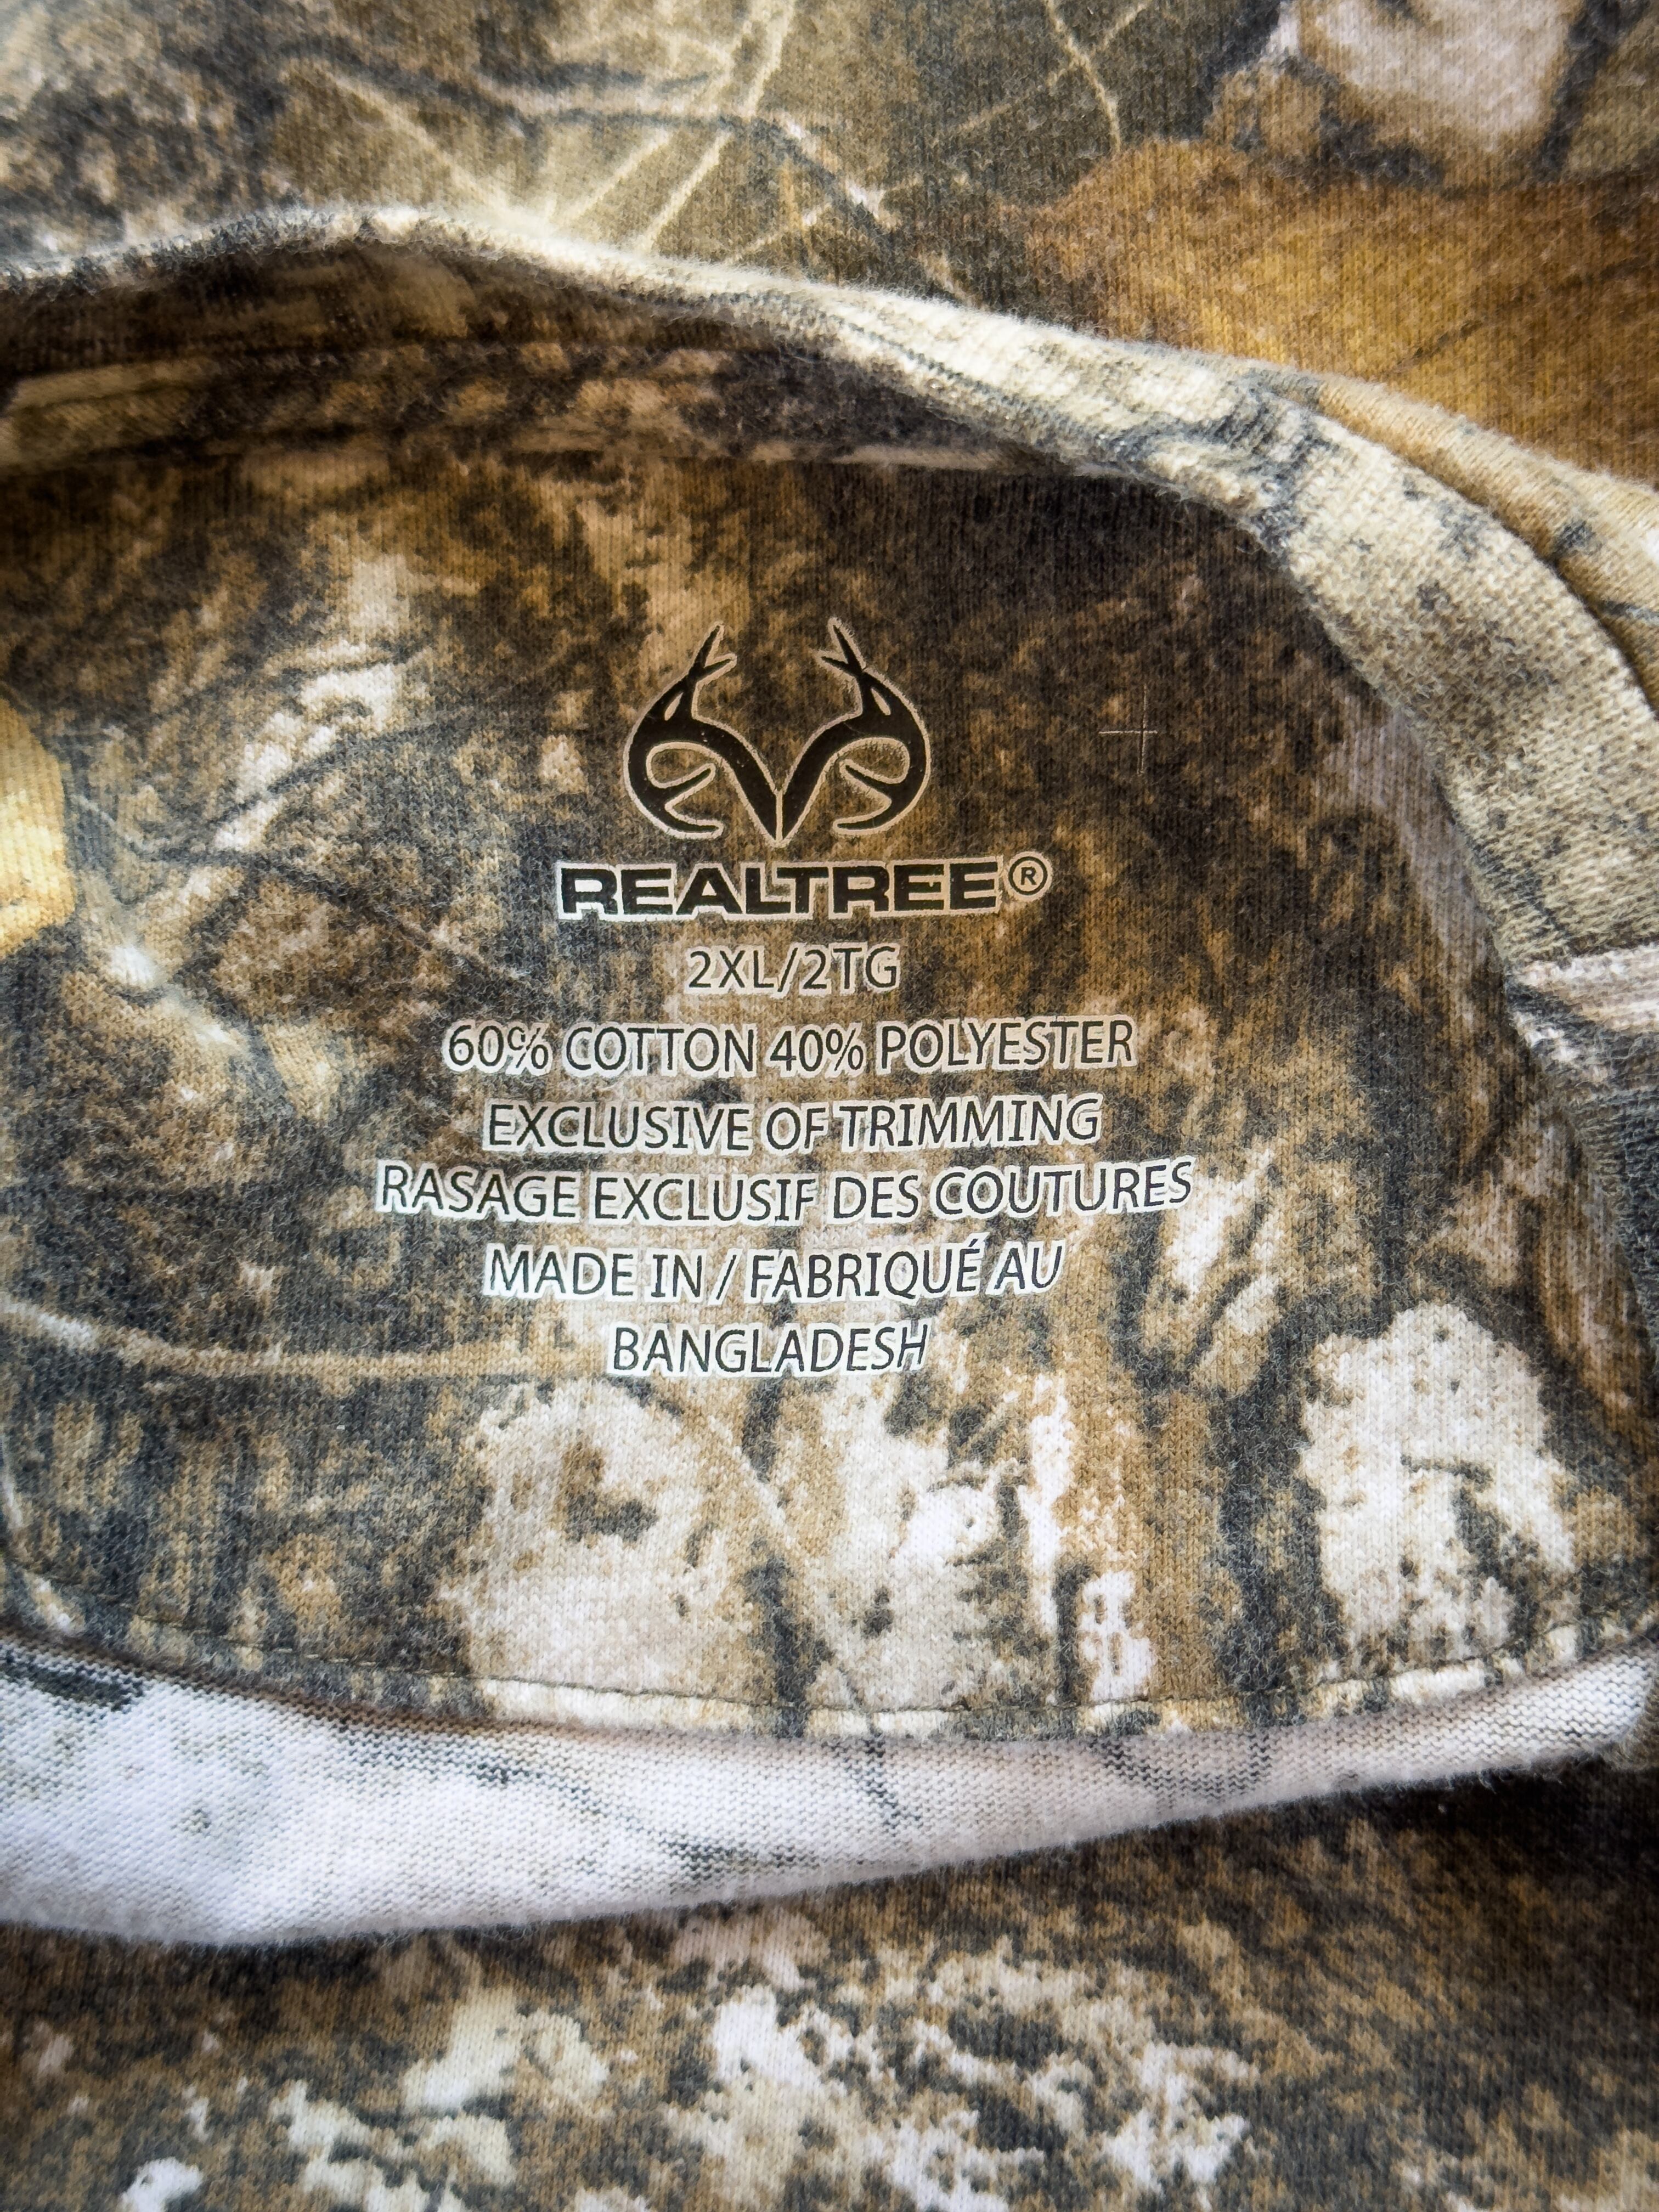 REALTREE®
2XL/2TG
60% COTTON 40% POLYESTER
EXCLUSIVE OF TRIMMING
RASAGE EXCLUSIF DES COUTURES
MADE IN / FABRIQUÉ AU
BANGLADESH